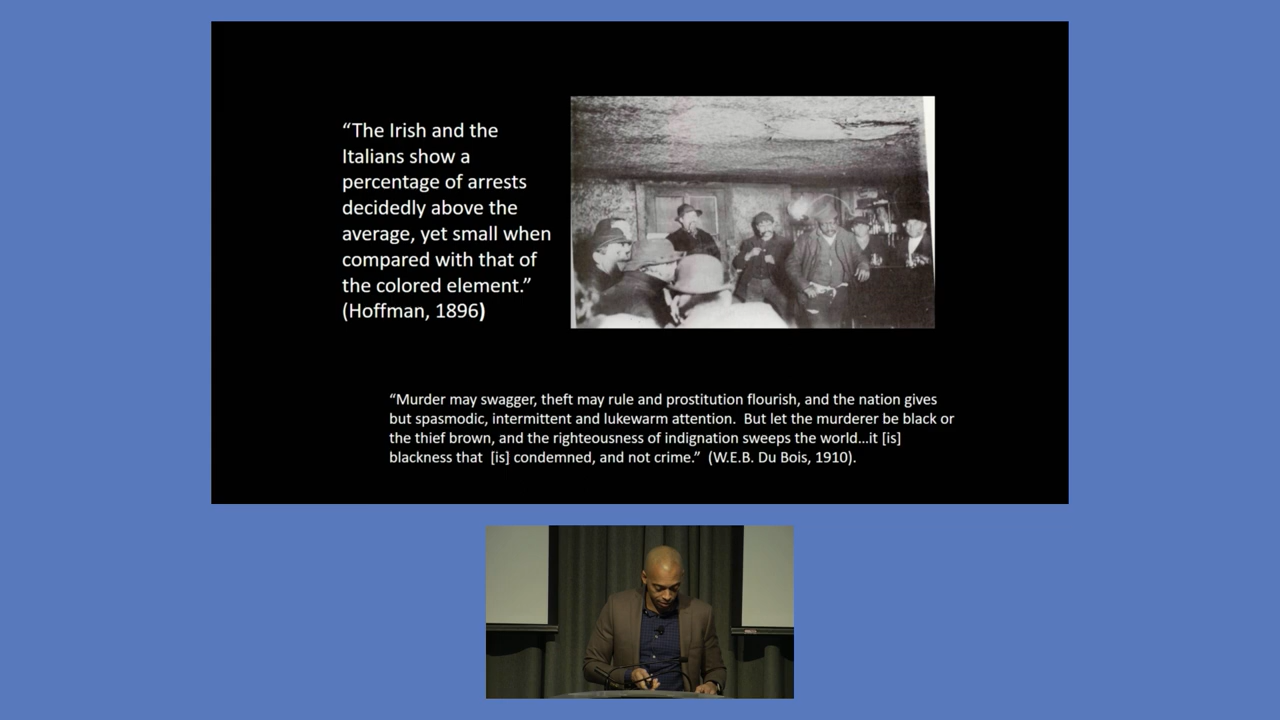 “The Irish and the
Italians show a
percentage of arrests
decidedly above the
average, yet small when
compared with that of
the colored element.”
(Hoffman, 1896)
“Murder may swagger, theft may rule and prostitution flourish, and the nation gives
but spasmodic, intermittent and lukewarm attention.  But let the murderer be black or
the thief brown, and the righteousness of indignation sweeps the world...it [is]
blackness that  [is] condemned, and not crime.”  (W.E.B. Du Bois, 1910).